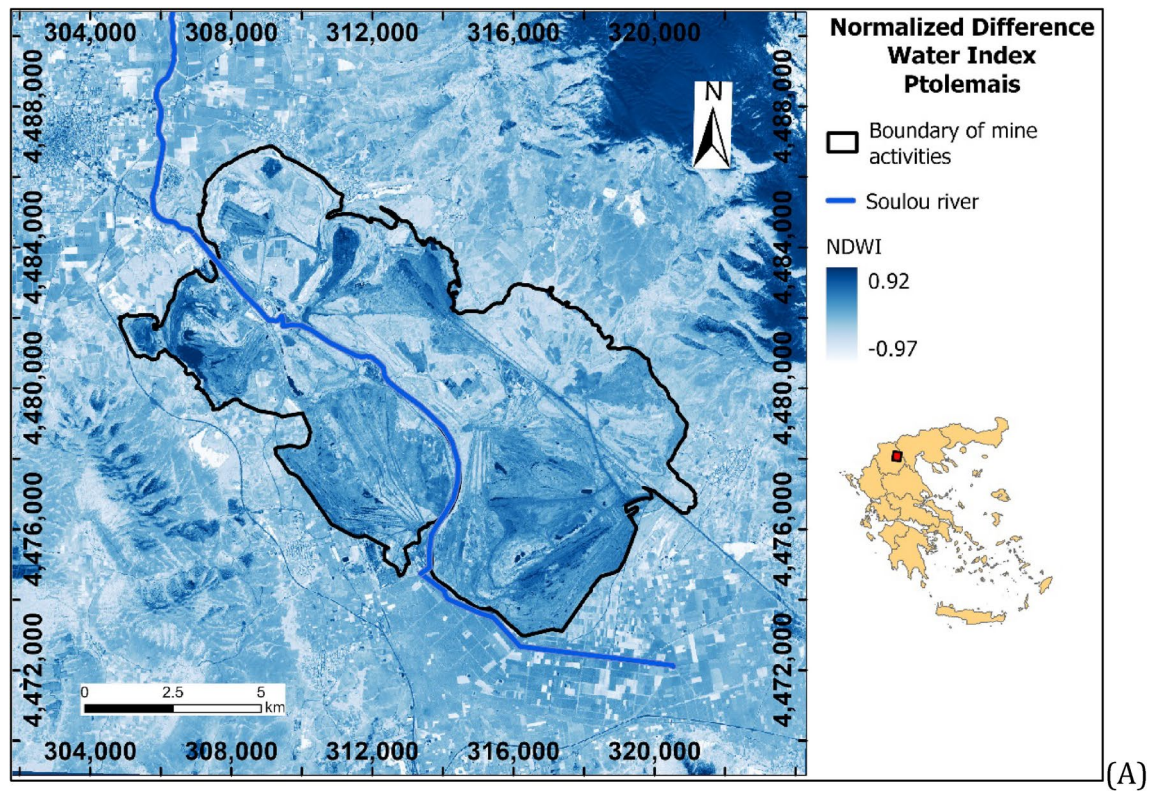 304,000 308,000 312,000 316,000 320,000
4,488,000
4,484,000
4,480,000
4,476,000
4,472,000
4,488,000
4,484,000
4,480,000
4,476,000
4,472,000
N
0 2.5 5
km
304,000 308,000 312,000 316,000 320,000
Normalized Difference
Water Index
Ptolemais
Boundary of mine
activities
Soulou river
NDWI
0.92
-0.97
(A)